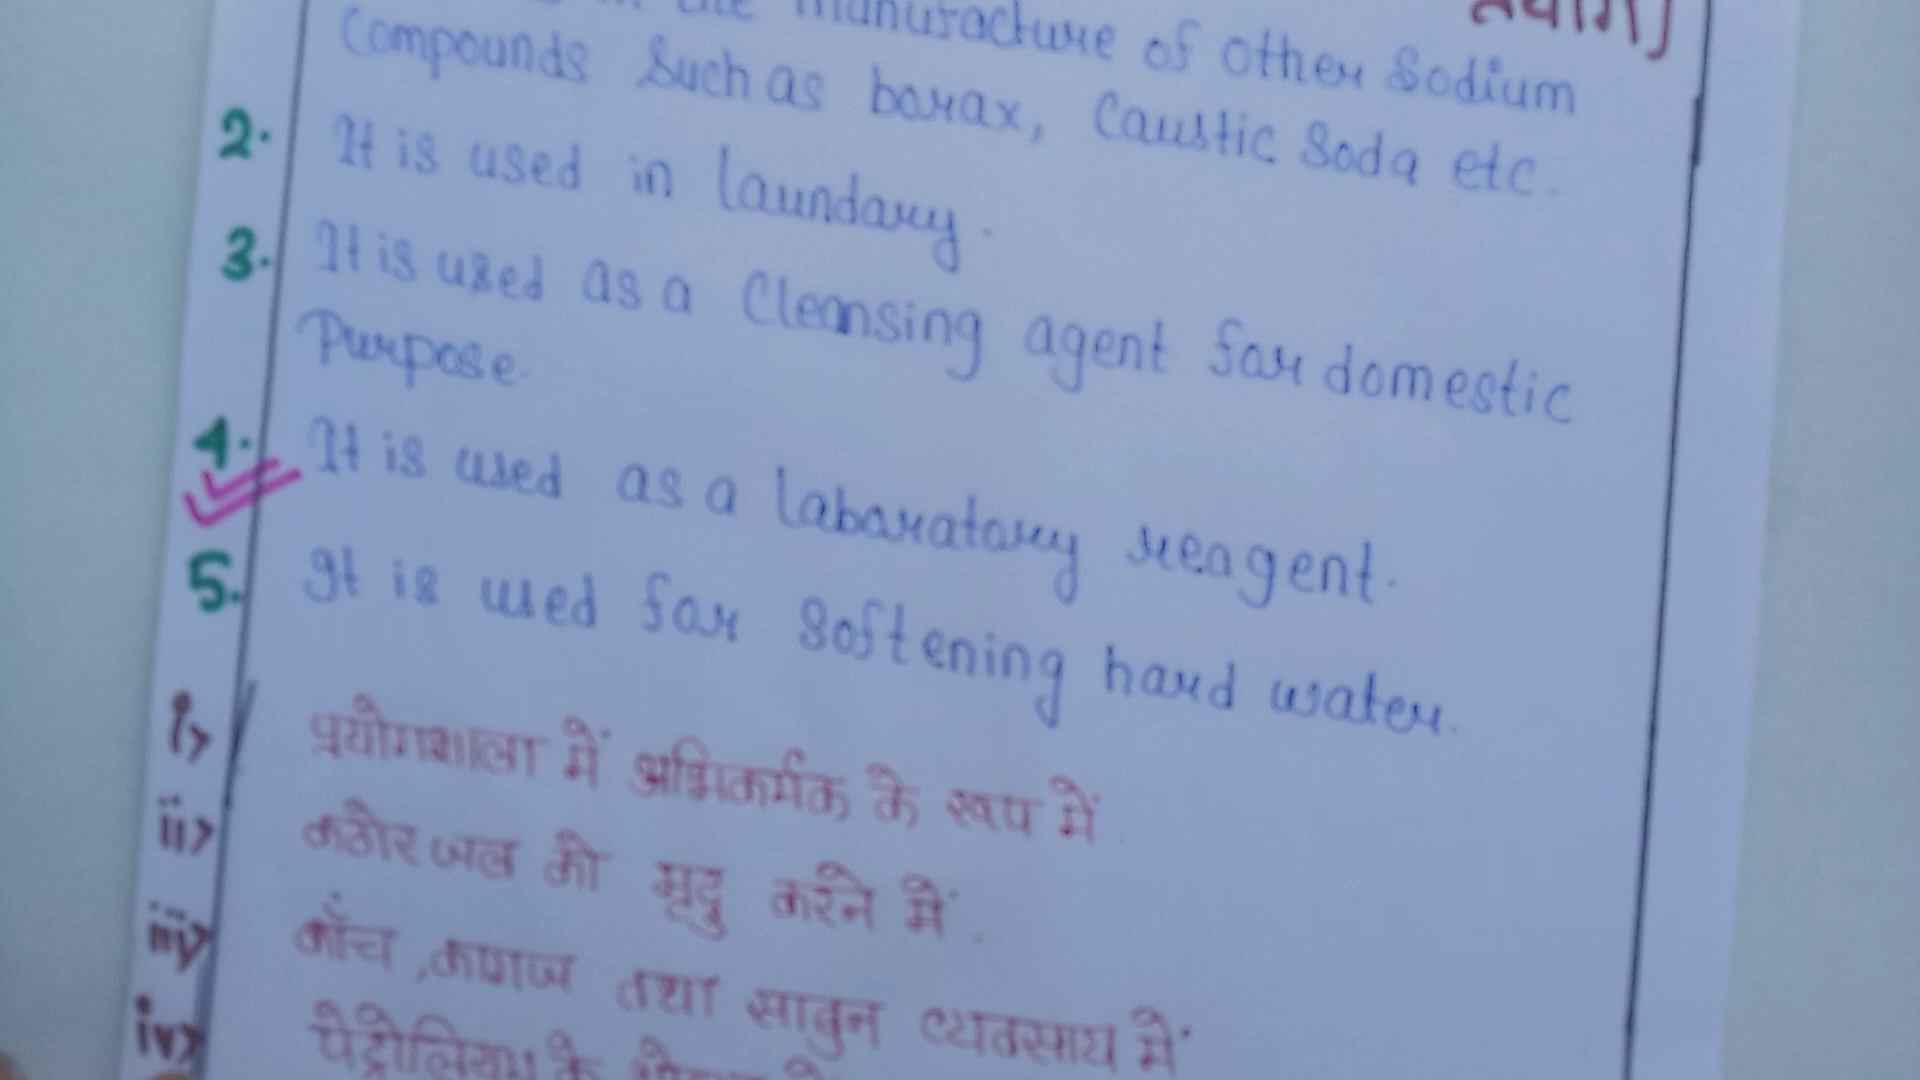 manufacture of other Sodium
Compounds such as borax, Caustic Soda etc.
2. It is used in laundary.
3. It is used as a Cleansing agent for domestic
Purpose.
4. It is used as a labaratary reagent.
5. It is used for Softening hard water.
i> प्रयोगशाला में अभिकर्मक के रूप में
ii> कठोर जल को मृदु करने में.
iii> काँच, कागज तथा साबुन व्यवसाय में
iv> पेट्रोलियम के